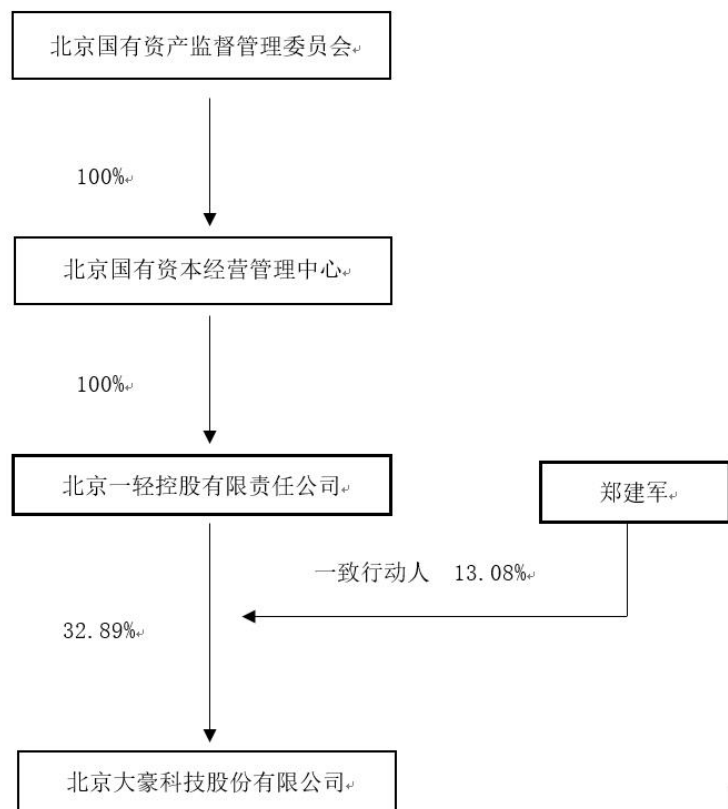 北京国有资产监督管理委员会
100%
北京国有资本经营管理中心
100%
北京一轻控股有限责任公司
郑建军
一致行动人 13.08%
32.89%
北京大豪科技股份有限公司